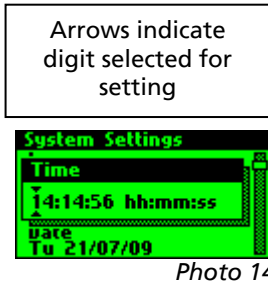 Arrows indicate
digit selected for
setting
System Settings
Time
14:14:56 hh:mm:ss
Date
Tu 21/07/09
Photo 14